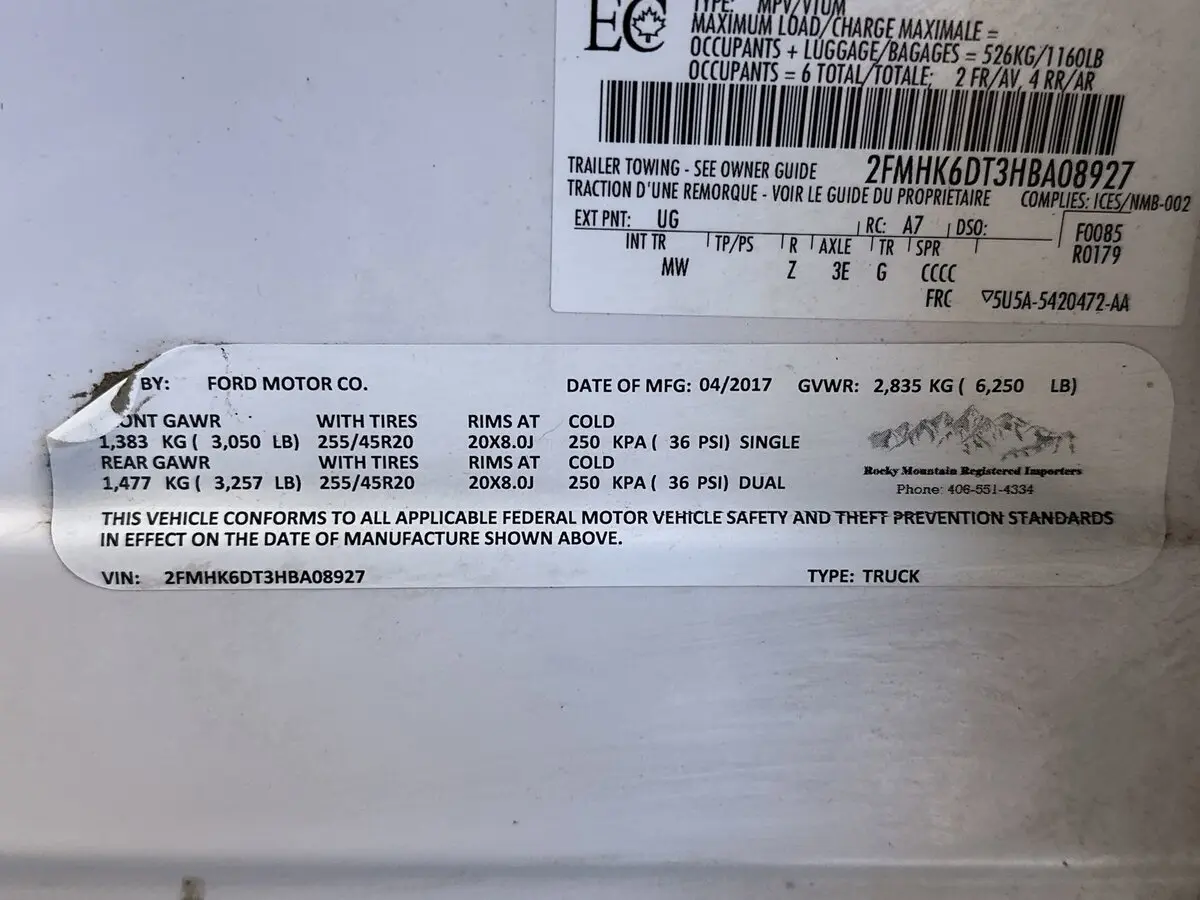 EC
TYPE: MPV/VTUM
MAXIMUM LOAD/CHARGE MAXIMALE =
OCCUPANTS + LUGGAGE/BAGAGES = 526KG/1160LB
OCCUPANTS = 6 TOTAL/TOTALE; 2 FR/AV, 4 RR/AR
TRAILER TOWING - SEE OWNER GUIDE 2FMHK6DT3HBA08927
TRACTION D'UNE REMORQUE - VOIR LE GUIDE DU PROPRIÉTAIRE COMPLIES: ICES/NMB-002
EXT PNT: UG RC: A7 DSO: F0085
INT TR TP/PS R AXLE TR SPR R0179
MW Z 3E G CCCC
FRC ▽5U5A-5420472-AA
BY: FORD MOTOR CO. DATE OF MFG: 04/2017 GVWR: 2,835 KG ( 6,250 LB)
ONT GAWR WITH TIRES RIMS AT COLD
1,383 KG ( 3,050 LB) 255/45R20 20X8.0J 250 KPA ( 36 PSI) SINGLE
REAR GAWR WITH TIRES RIMS AT COLD
1,477 KG ( 3,257 LB) 255/45R20 20X8.0J 250 KPA ( 36 PSI) DUAL
Rocky Mountain Registered Importers
Phone: 406-551-4334
THIS VEHICLE CONFORMS TO ALL APPLICABLE FEDERAL MOTOR VEHICLE SAFETY AND THEFT PREVENTION STANDARDS
IN EFFECT ON THE DATE OF MANUFACTURE SHOWN ABOVE.
VIN: 2FMHK6DT3HBA08927 TYPE: TRUCK